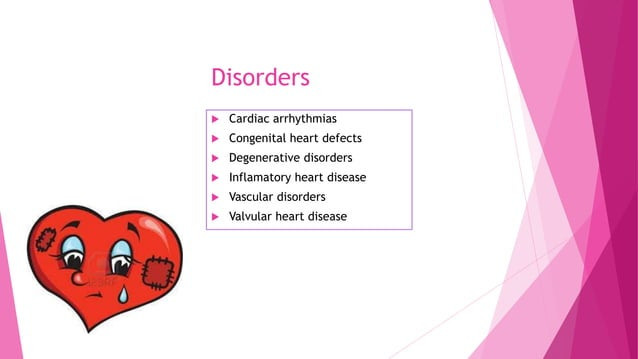 Disorders
Cardiac arrhythmias
Congenital heart defects
Degenerative disorders
Inflamatory heart disease
Vascular disorders
Valvular heart disease